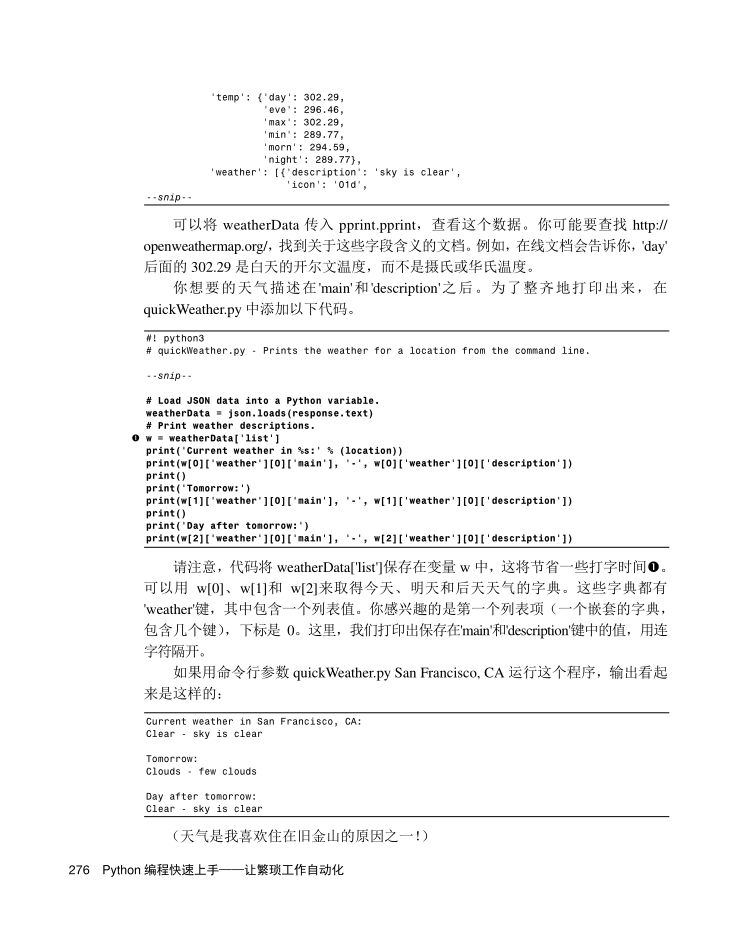 'temp': {'day': 302.29,
'eve': 296.46,
'max': 302.29,
'min': 289.77,
'morn': 294.59,
'night': 289.77},
'weather': [{'description': 'sky is clear',
'icon': '01d',
--snip--
可以将 weatherData 传入 pprint.pprint，查看这个数据。你可能要查找 http://
openweathermap.org/，找到关于这些字段含义的文档。例如，在线文档会告诉你，'day'
后面的 302.29 是白天的开尔文温度，而不是摄氏或华氏温度。
你想要的天气描述在'main'和'description'之后。为了整齐地打印出来，在
quickWeather.py 中添加以下代码。
#! python3
# quickWeather.py - Prints the weather for a location from the command line.
--snip--
# Load JSON data into a Python variable.
weatherData = json.loads(response.text)
# Print weather descriptions.
❶ w = weatherData['list']
print('Current weather in %s:' % (location))
print(w[0]['weather'][0]['main'], '-', w[0]['weather'][0]['description'])
print()
print('Tomorrow:')
print(w[1]['weather'][0]['main'], '-', w[1]['weather'][0]['description'])
print()
print('Day after tomorrow:')
print(w[2]['weather'][0]['main'], '-', w[2]['weather'][0]['description'])
请注意，代码将 weatherData['list']保存在变量 w 中，这将节省一些打字时间❶。
可以用 w[0]、w[1]和 w[2]来取得今天、明天和后天天气的字典。这些字典都有
'weather'键，其中包含一个列表值。你感兴趣的是第一个列表项（一个嵌套的字典，
包含几个键），下标是 0。这里，我们打印出保存在'main'和'description'键中的值，用连
字符隔开。
如果用命令行参数 quickWeather.py San Francisco, CA 运行这个程序，输出看起
来是这样的：
Current weather in San Francisco, CA:
Clear - sky is clear
Tomorrow:
Clouds - few clouds
Day after tomorrow:
Clear - sky is clear
（天气是我喜欢住在旧金山的原因之一！）
276 Python 编程快速上手——让繁琐工作自动化